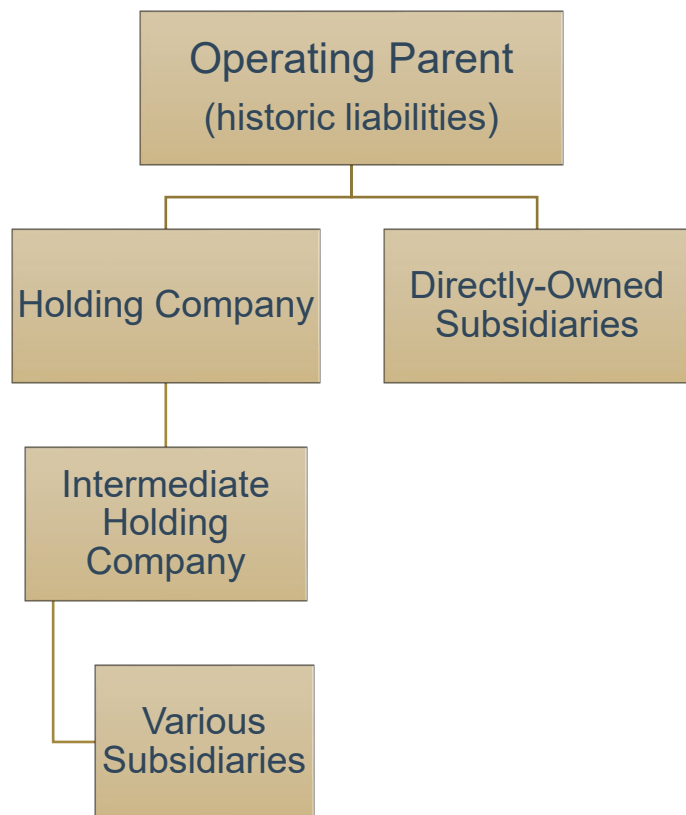 Operating Parent
(historic liabilities)
Holding Company
Directly-Owned
Subsidiaries
Intermediate
Holding
Company
Various
Subsidiaries